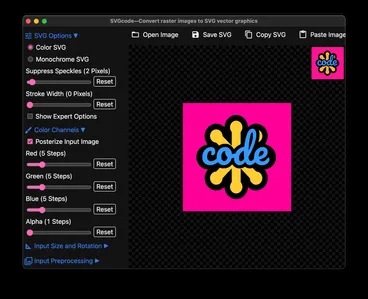 SVGcode—Convert raster images to SVG vector graphics
SVG Options ▼
Open Image
Save SVG
Copy SVG
Paste Image
Color SVG
Monochrome SVG
Suppress Speckles (2 Pixels)
Reset
Stroke Width (0 Pixels)
Reset
Show Expert Options
Color Channels ▼
Posterize Input Image
Red (5 Steps)
Reset
Green (5 Steps)
Reset
Blue (5 Steps)
Reset
Alpha (1 Steps)
Reset
Input Size and Rotation ▶
Input Preprocessing ▶
code
code